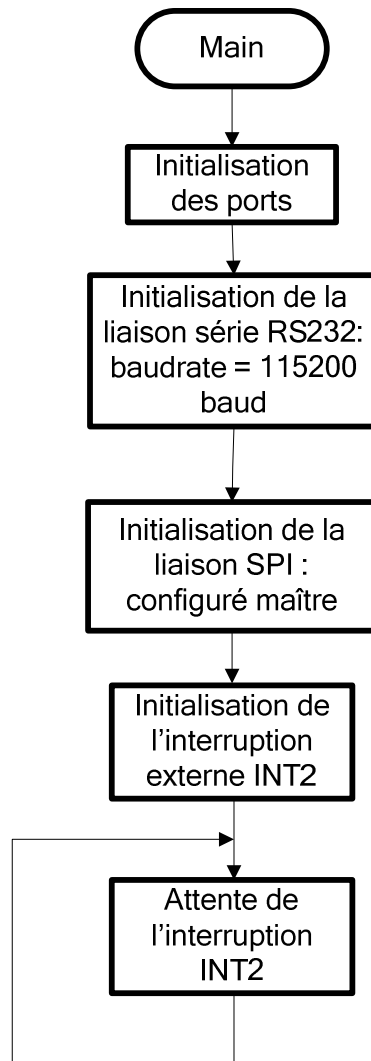 Main
Initialisation
des ports
Initialisation de la
liaison série RS232:
baudrate = 115200
baud
Initialisation de la
liaison SPI :
configuré maître
Initialisation de
l'interruption
externe INT2
Attente de
l'interruption
INT2